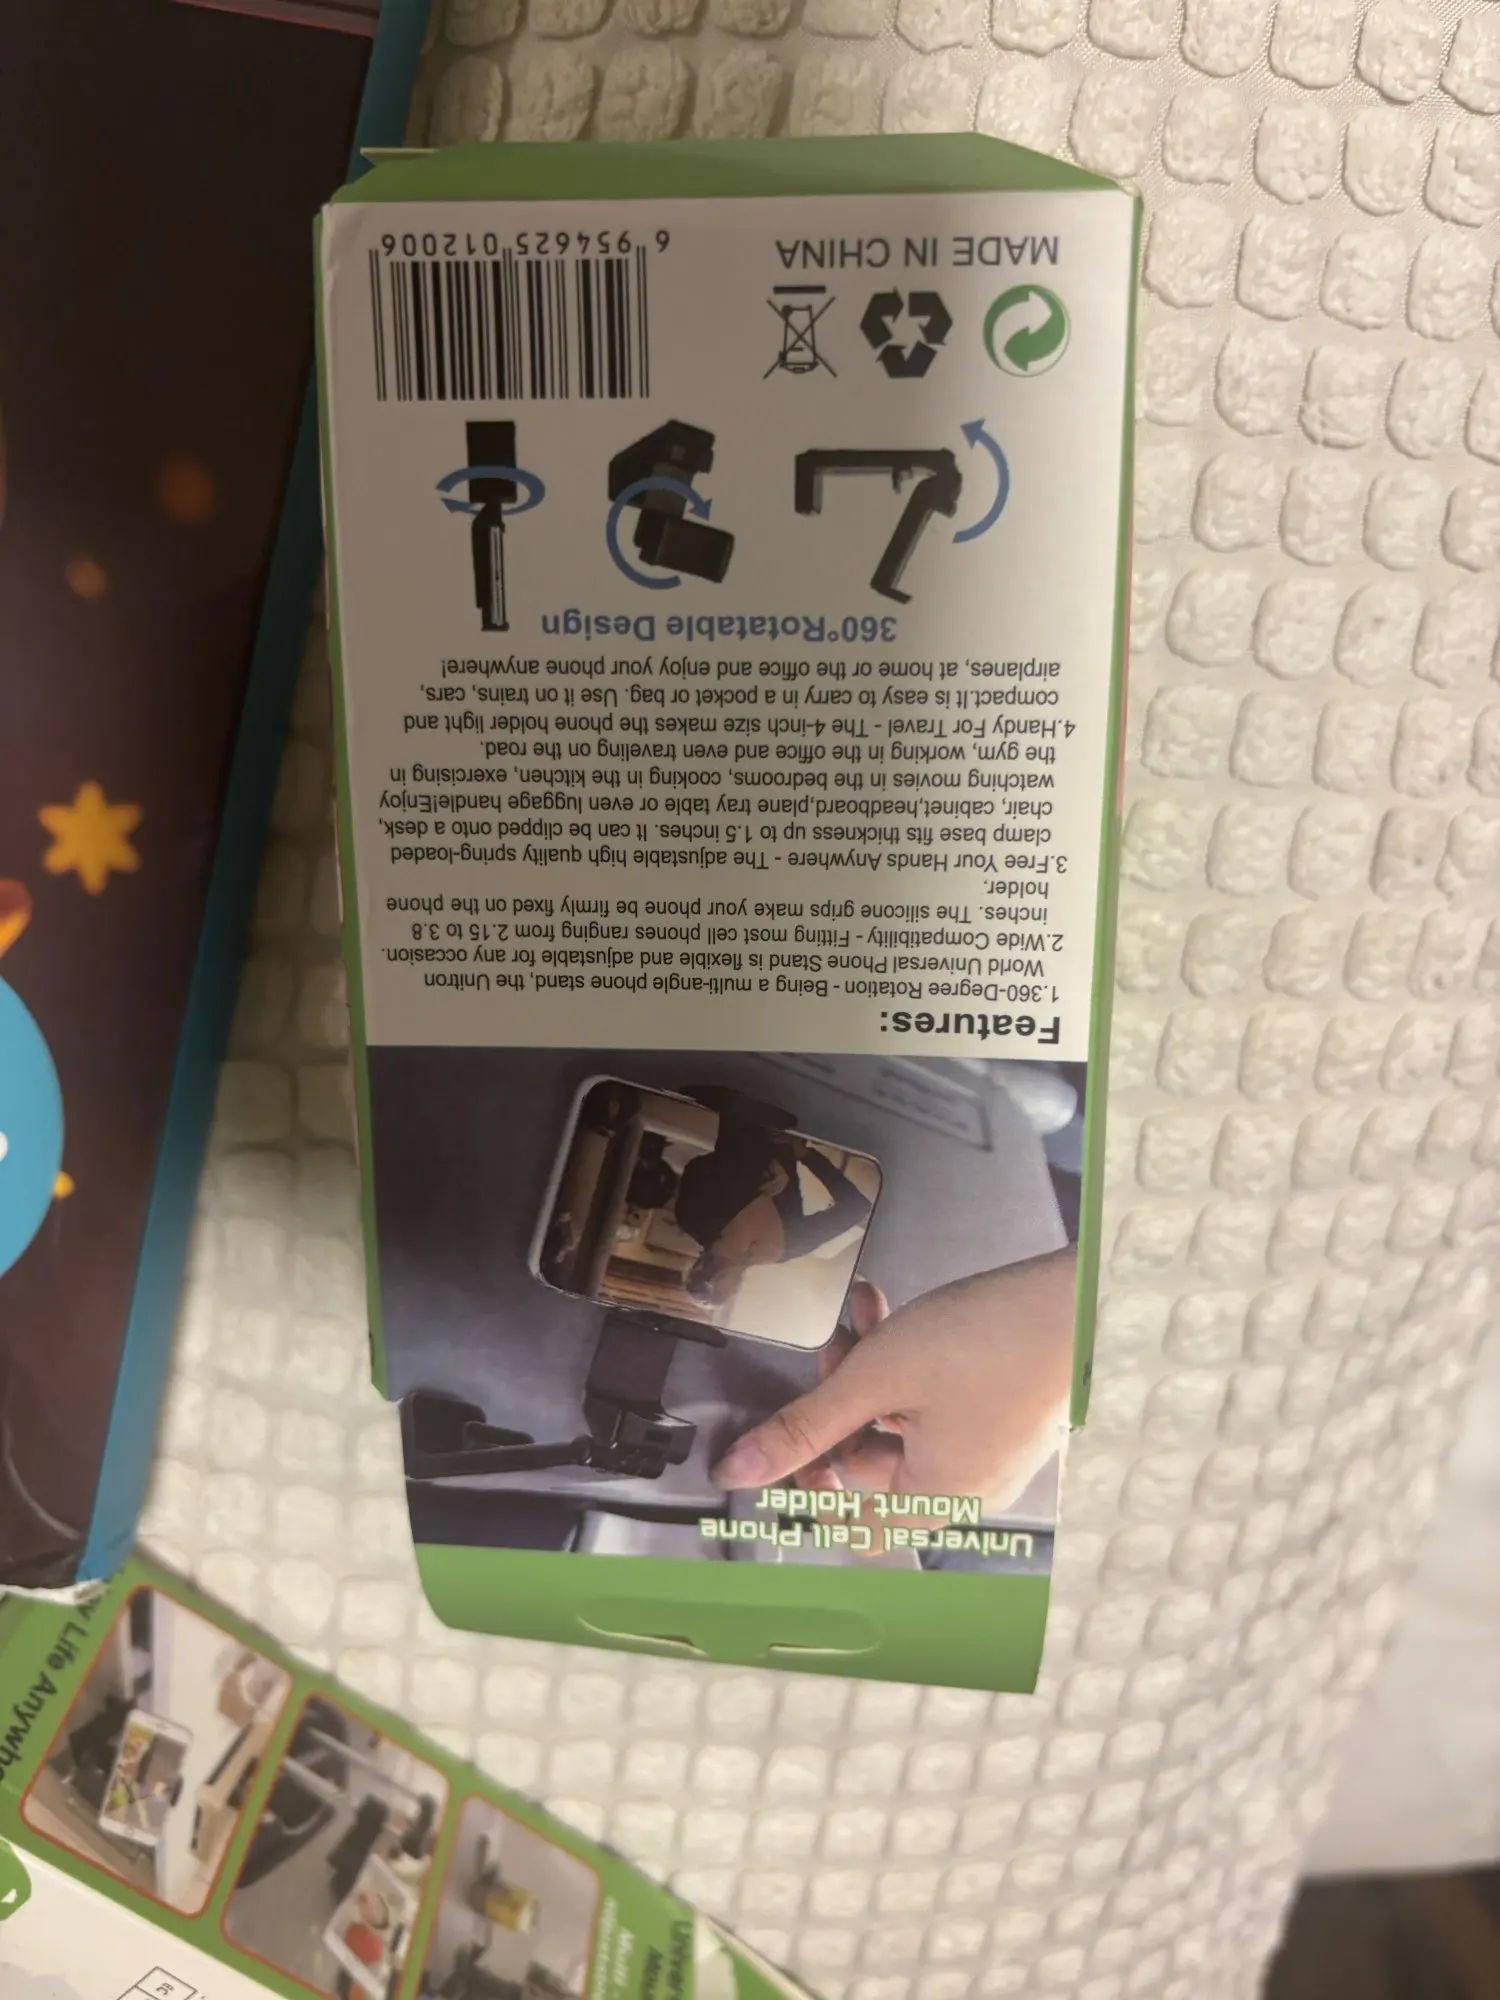 Universal Cell Phone
Mount Holder
Features:
1.360-Degree Rotation - Being a multi-angle phone stand, the Unitron
World Universal Phone Stand is flexible and adjustable for any occasion.
2.Wide Compatibility - Fitting most cell phones ranging from 2.15 to 3.8
inches. The silicone grips make your phone be firmly fixed on the phone
holder.
3.Free Your Hands Anywhere - The adjustable high quality spring-loaded
clamp base fits thickness up to 1.5 inches. It can be clipped onto a desk,
chair, cabinet,headboard,plane tray table or even luggage handle!Enjoy
watching movies in the bedrooms, cooking in the kitchen, exercising in
the gym, working in the office and even traveling on the road.
4.Handy For Travel - The 4-inch size makes the phone holder light and
compact.It is easy to carry in a pocket or bag. Use it on trains, cars,
airplanes, at home or the office and enjoy your phone anywhere!
360°Rotatable Design
MADE IN CHINA
6 954625 012006
Life Anywh